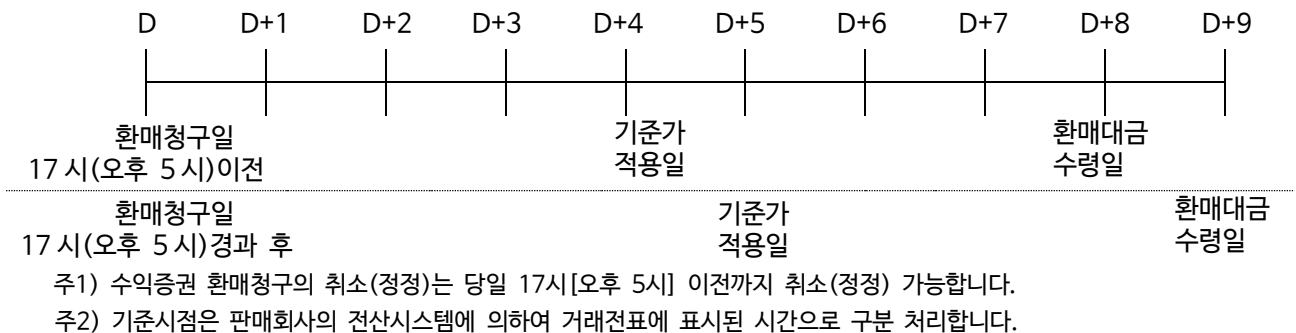 D D+1 D+2 D+3 D+4 D+5 D+6 D+7 D+8 D+9
환매청구일 기준가 환매대금
17시(오후 5시)이전 적용일 수령일
환매청구일 기준가 환매대금
17시(오후 5시)경과 후 적용일 수령일
주1) 수익증권 환매청구의 취소(정정)는 당일 17시[오후 5시] 이전까지 취소(정정) 가능합니다.
주2) 기준시점은 판매회사의 전산시스템에 의하여 거래전표에 표시된 시간으로 구분 처리합니다.